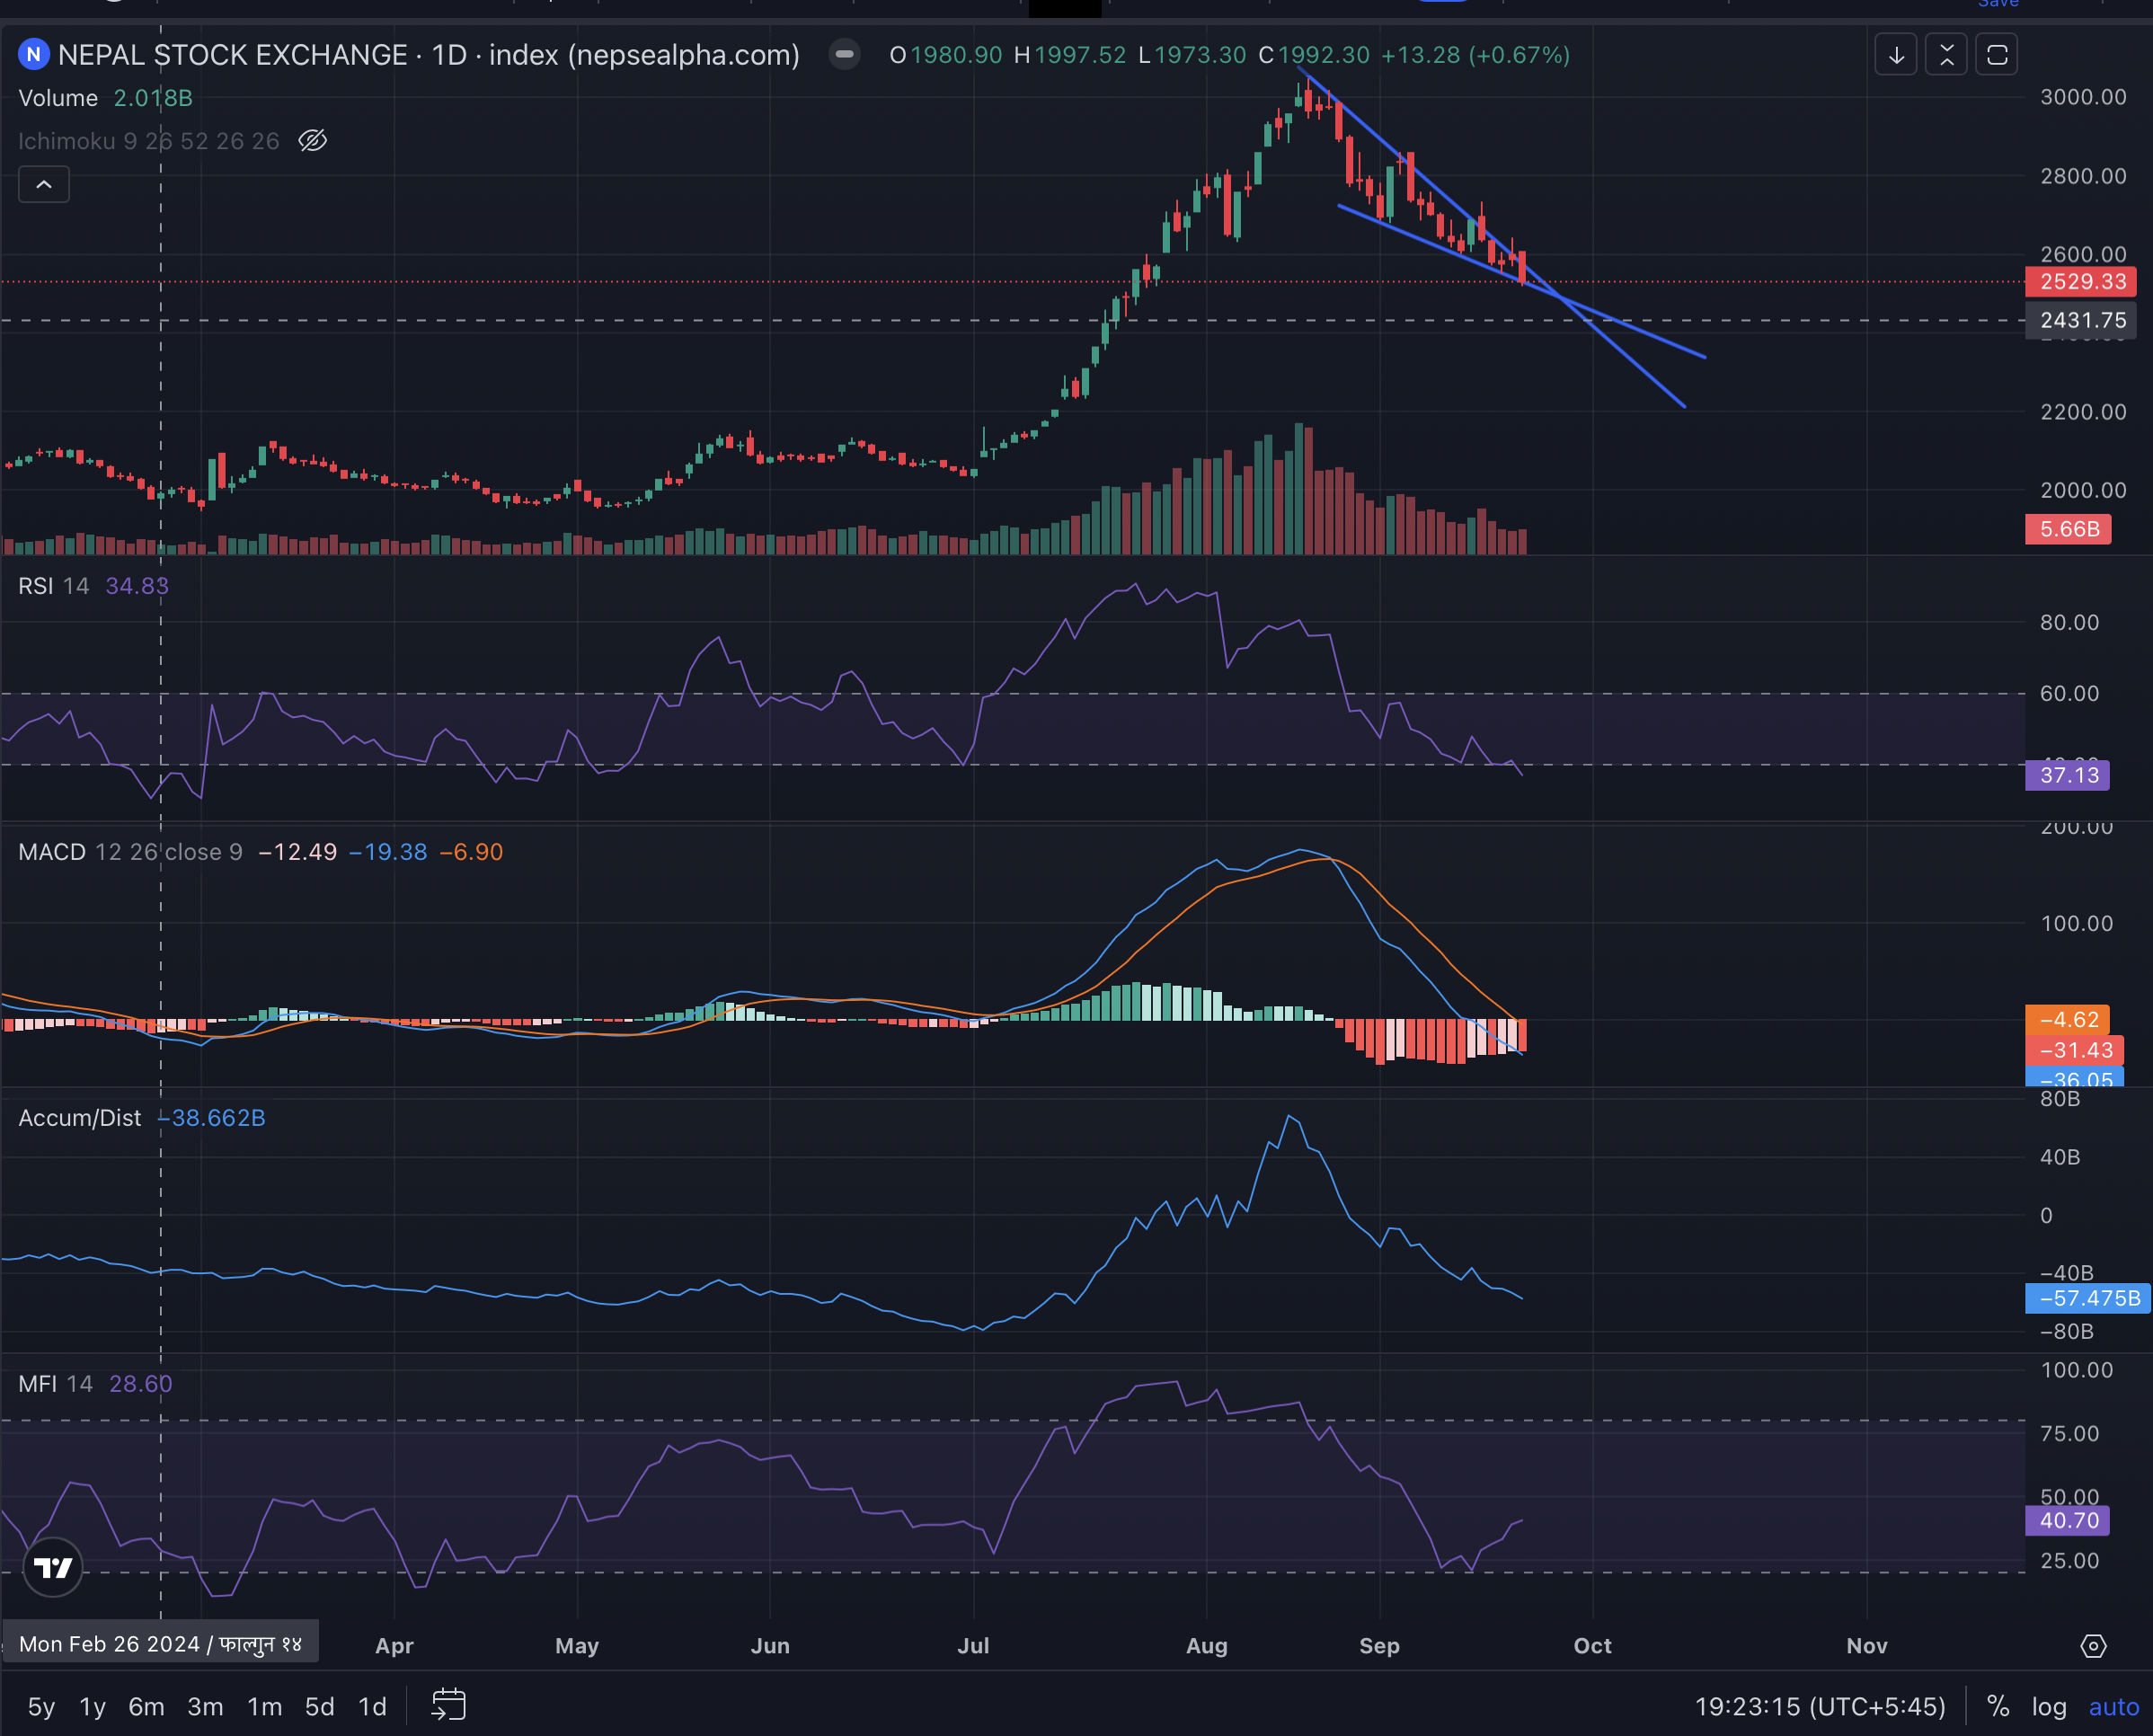 Save
N NEPAL STOCK EXCHANGE · 1D · index (nepsealpha.com) O1980.90 H1997.52 L1973.30 C1992.30 +13.28 (+0.67%)
Volume 2.018B
Ichimoku 9 26 52 26 26
3000.00
2800.00
2600.00
2529.33
2431.75
2200.00
2000.00
5.66B
RSI 14 34.83
80.00
60.00
37.13
MACD 12 26 close 9 −12.49 −19.38 −6.90
200.00
100.00
−4.62
−31.43
−36.05
Accum/Dist −38.662B
80B
40B
0
−40B
−57.475B
−80B
MFI 14 28.60
100.00
75.00
50.00
40.70
25.00
Mon Feb 26 2024 / फाल्गुन १४ Apr May Jun Jul Aug Sep Oct Nov
5y 1y 6m 3m 1m 5d 1d 19:23:15 (UTC+5:45) % log auto